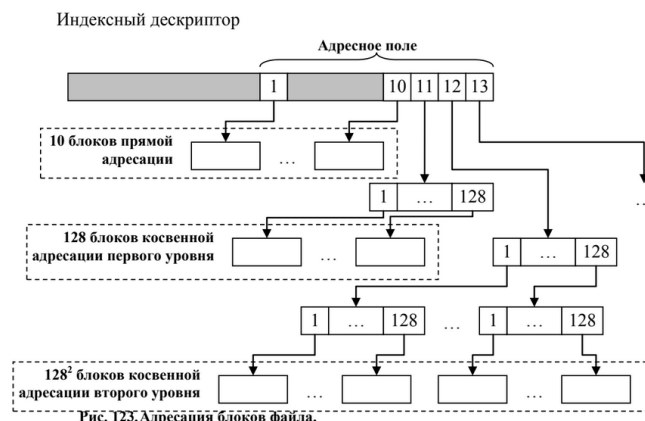 Индексный дескриптор
Адресное поле
1 10 11 12 13
10 блоков прямой
адресации
…
…
1 … 128
128 блоков косвенной
адресации первого уровня
…
1 … 128
1 … 128 … 1 … 128
128² блоков косвенной
адресации второго уровня
… … …
Рис. 123. Адресация блоков файла.